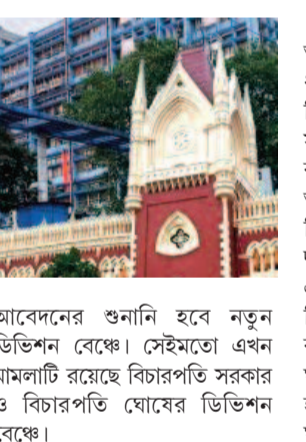 আবেদনের শুনানি হবে নতুন
ডিভিশন বেঞ্চে। সেইমতো এখন
মামলাটি রয়েছে বিচারপতি সরকার
ও বিচারপতি ঘোষের ডিভিশন
বেঞ্চে।